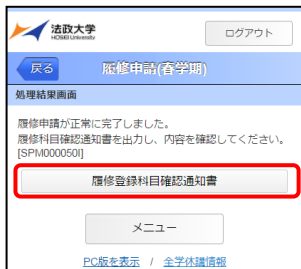 法政大学
HOSEI University
ログアウト
戻る
履修申請(春学期)
処理結果画面
履修申請が正常に完了しました。
履修科目確認通知書を出力し、内容を確認してください。
[SPM000050I]
履修登録科目確認通知書
メニュー
PC版を表示 / 全学休講情報